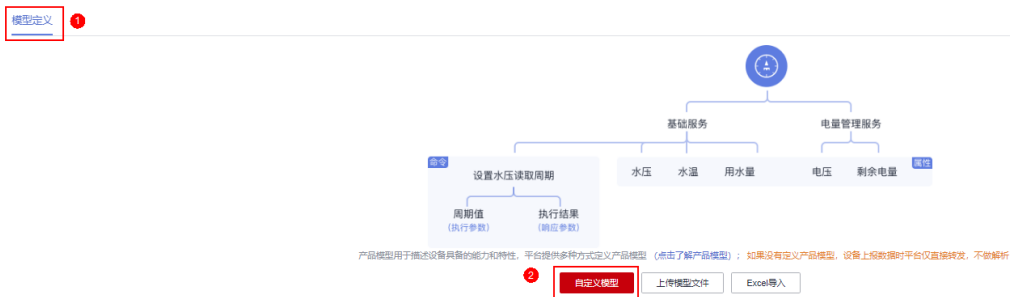 模型定义
1
基础服务
电量管理服务
命令
设置水压读取周期
水压
水温
用水量
电压
剩余电量
属性
周期值
执行结果
(执行参数)
(响应参数)
产品模型用于描述设备具备的能力和特性，平台提供多种方式定义产品模型 (点击了解产品模型)；如果没有定义产品模型，设备上报数据时平台仅直接转发，不做解析
2
自定义模型
上传模型文件
Excel导入